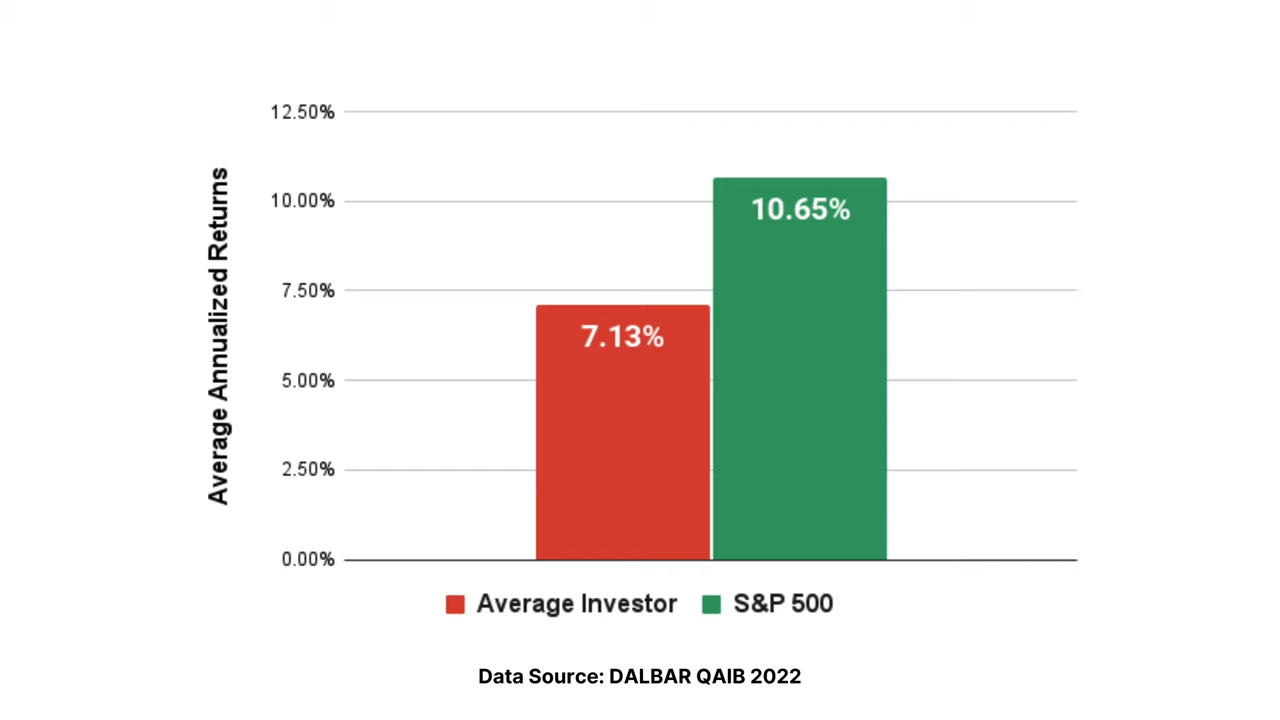 12.50%
10.00%
7.50%
5.00%
2.50%
0.00%
Average Annualized Returns
7.13%
10.65%
Average Investor
S&P 500
Data Source: DALBAR QAIB 2022